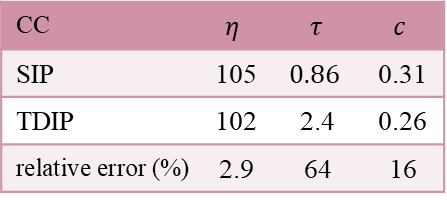 CC η τ c
SIP 105 0.86 0.31
TDIP 102 2.4 0.26
relative error (%) 2.9 64 16